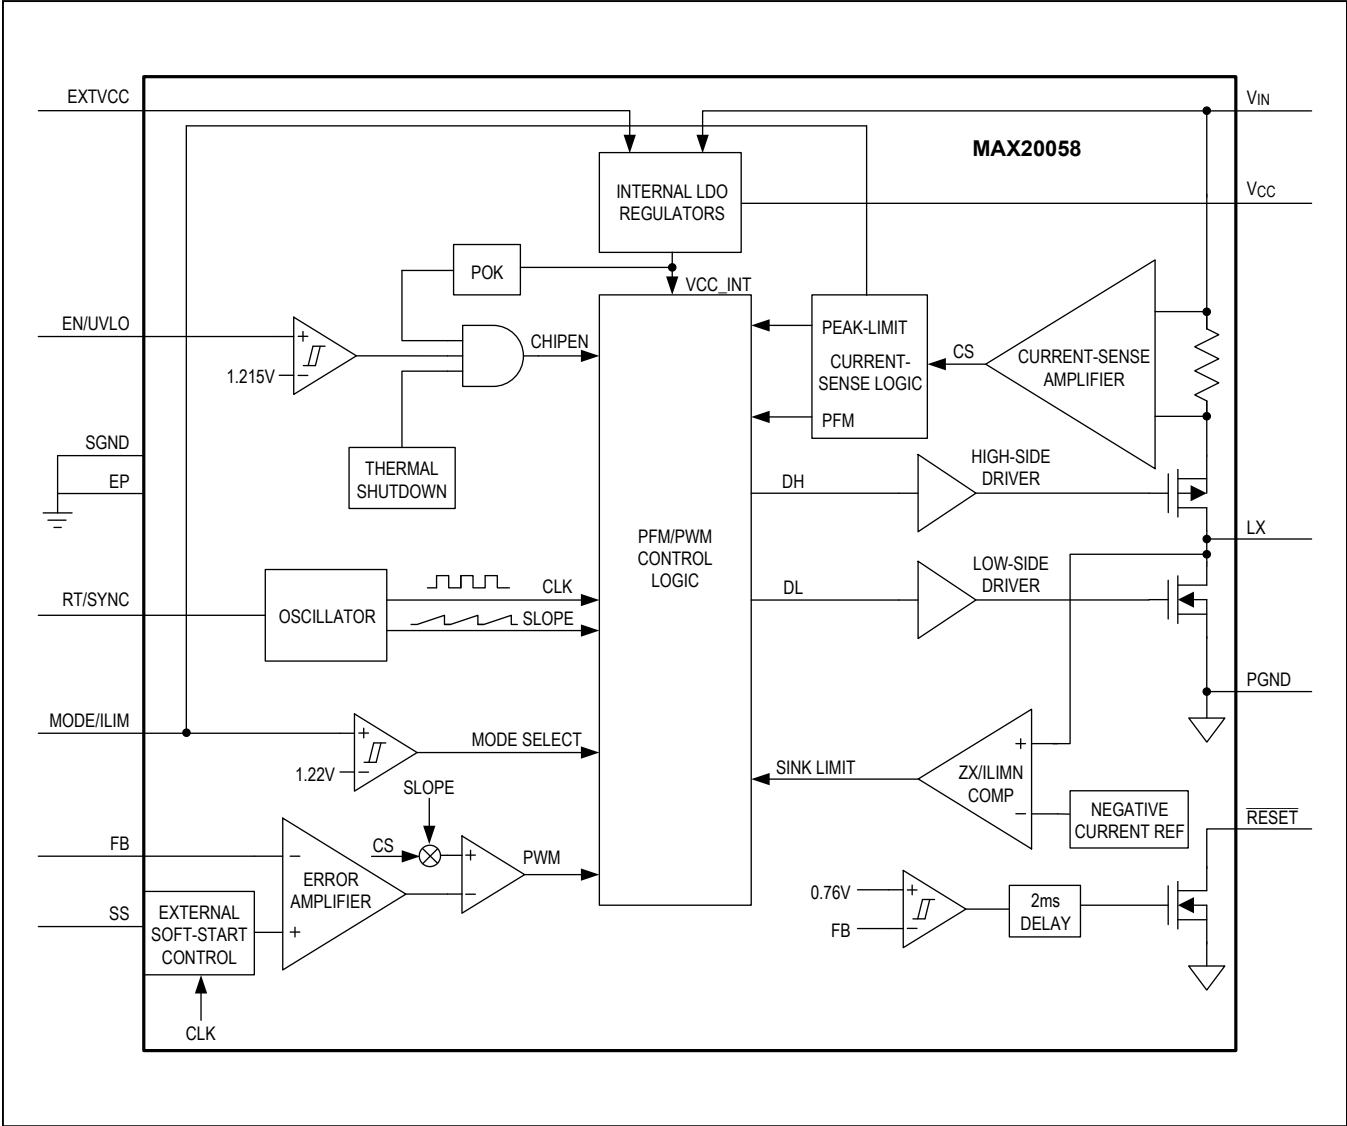 EXTVCC
VIN
MAX20058
INTERNAL LDO
REGULATORS
VCC
POK
VCC_INT
EN/UVLO
+
1.215V
−
CHIPEN
PEAK-LIMIT
CURRENT-
SENSE LOGIC
PFM
CS
CURRENT-SENSE
AMPLIFIER
SGND
EP
THERMAL
SHUTDOWN
DH
HIGH-SIDE
DRIVER
LX
PFM/PWM
CONTROL
LOGIC
RT/SYNC
OSCILLATOR
CLK
SLOPE
DL
LOW-SIDE
DRIVER
PGND
MODE/ILIM
+
1.22V
−
MODE SELECT
SINK LIMIT
+
ZX/ILIMN
COMP
−
NEGATIVE
CURRENT REF
RESET
SLOPE
FB
−
ERROR
AMPLIFIER
+
CS
+
−
PWM
SS
EXTERNAL
SOFT-START
CONTROL
CLK
0.76V
+
FB
−
2ms
DELAY